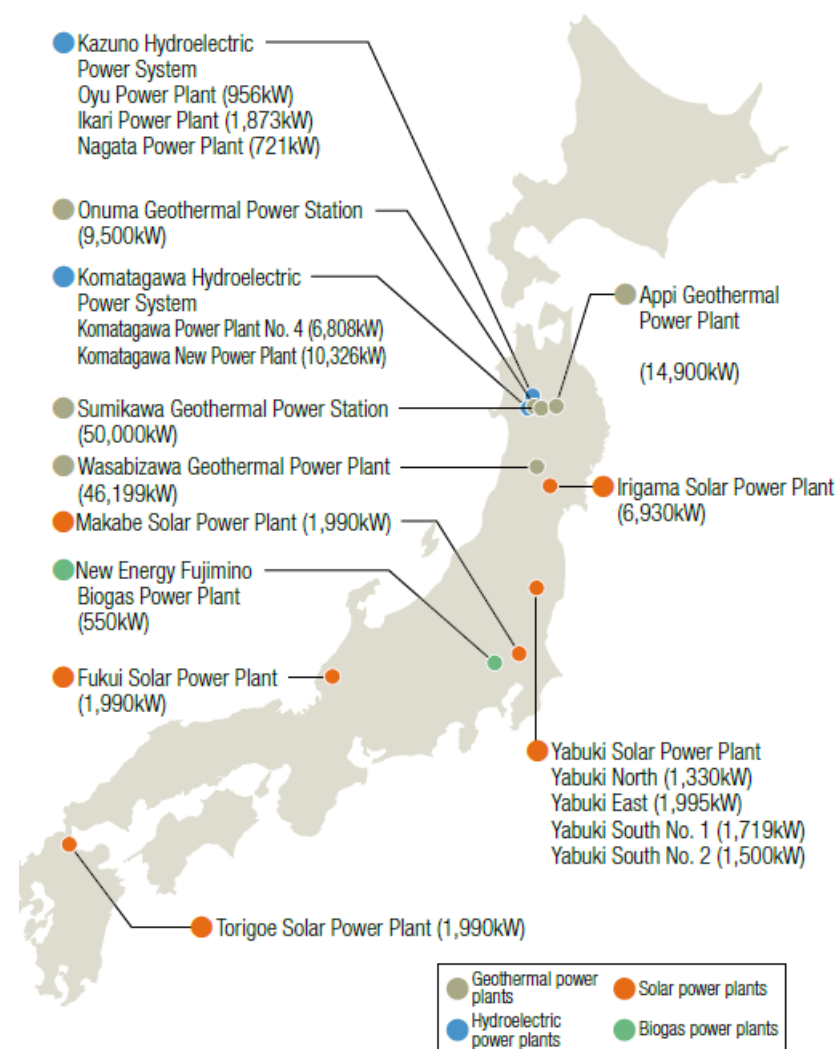 Kazuno Hydroelectric
Power System
Oyu Power Plant (956kW)
Ikari Power Plant (1,873kW)
Nagata Power Plant (721kW)
Onuma Geothermal Power Station
(9,500kW)
Komatagawa Hydroelectric
Power System
Komatagawa Power Plant No. 4 (6,808kW)
Komatagawa New Power Plant (10,326kW)
Appi Geothermal
Power Plant
(14,900kW)
Sumikawa Geothermal Power Station
(50,000kW)
Wasabizawa Geothermal Power Plant
(46,199kW)
Irigama Solar Power Plant
(6,930kW)
Makabe Solar Power Plant (1,990kW)
New Energy Fujimino
Biogas Power Plant
(550kW)
Fukui Solar Power Plant
(1,990kW)
Yabuki Solar Power Plant
Yabuki North (1,330kW)
Yabuki East (1,995kW)
Yabuki South No. 1 (1,719kW)
Yabuki South No. 2 (1,500kW)
Torigoe Solar Power Plant (1,990kW)
Geothermal power
plants
Solar power plants
Hydroelectric
power plants
Biogas power plants